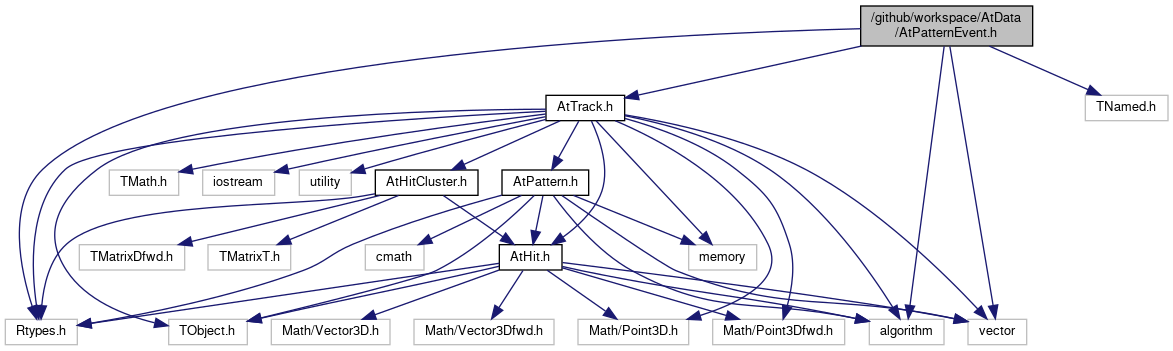 /github/workspace/AtData
/AtPatternEvent.h
AtTrack.h
TNamed.h
TMath.h
iostream
utility
AtHitCluster.h
AtPattern.h
TMatrixDfwd.h
TMatrixT.h
cmath
AtHit.h
memory
Rtypes.h
TObject.h
Math/Vector3D.h
Math/Vector3Dfwd.h
Math/Point3D.h
Math/Point3Dfwd.h
algorithm
vector